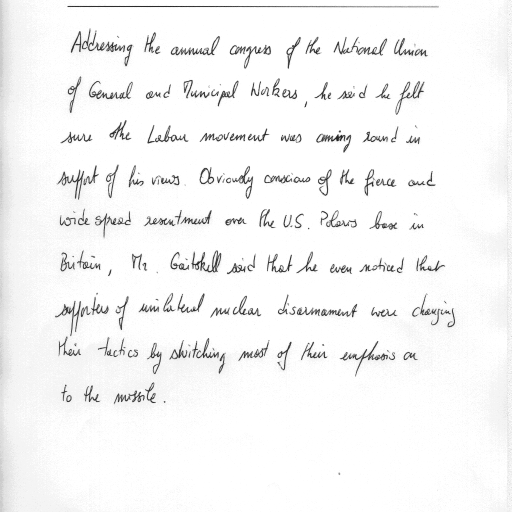 Addressing the annual congress of the National Union
of General and Municipal Workers, he said he felt
sure the Labour movement was coming round in
support of his views. Obviously conscious of the fierce and
widespread resentment over the U.S. Polaris base in
Britain, Mr. Gaitskell said that he even noticed that
supporters of unilateral nuclear disarmament were changing
their tactics by switching most of their emphasis on
to the missile.